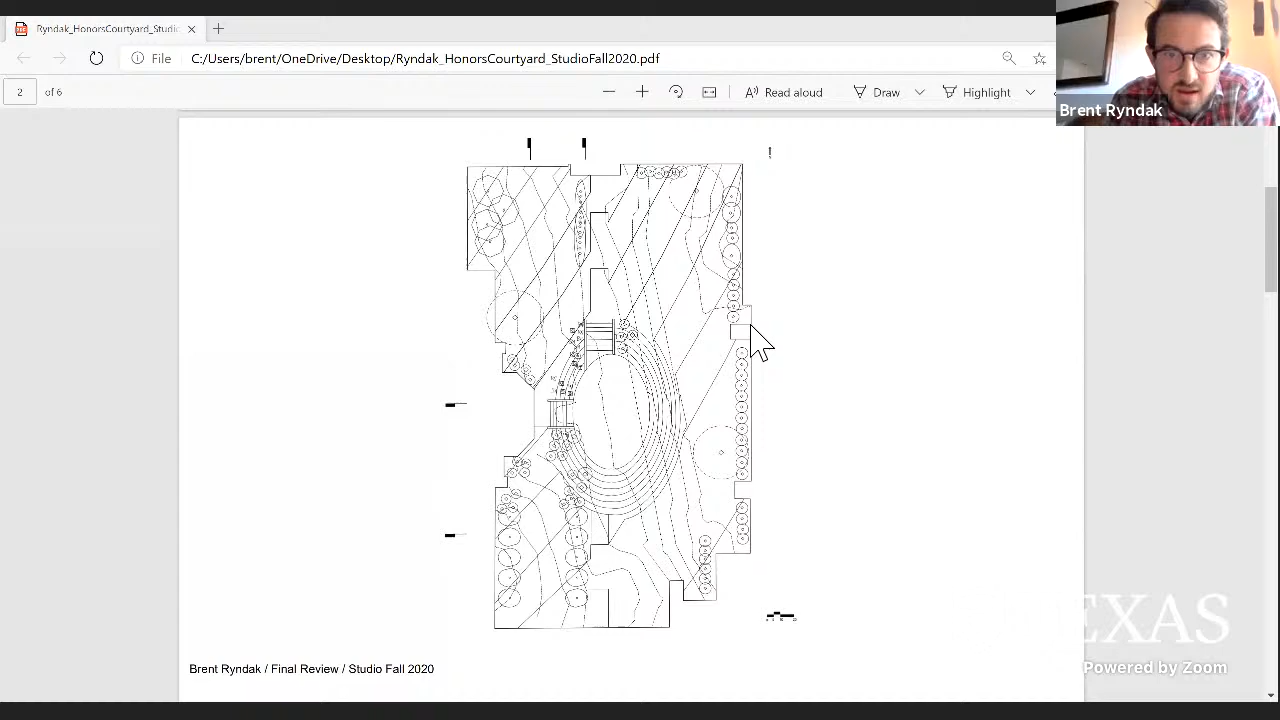 Ryndak_HonorsCourtyard_Studio
File C:/Users/brent/OneDrive/Desktop/Ryndak_HonorsCourtyard_StudioFall2020.pdf
2 of 6
Read aloud
Draw
Highlight
Brent Ryndak
Brent Ryndak / Final Review / Studio Fall 2020
TEXAS
Powered by Zoom